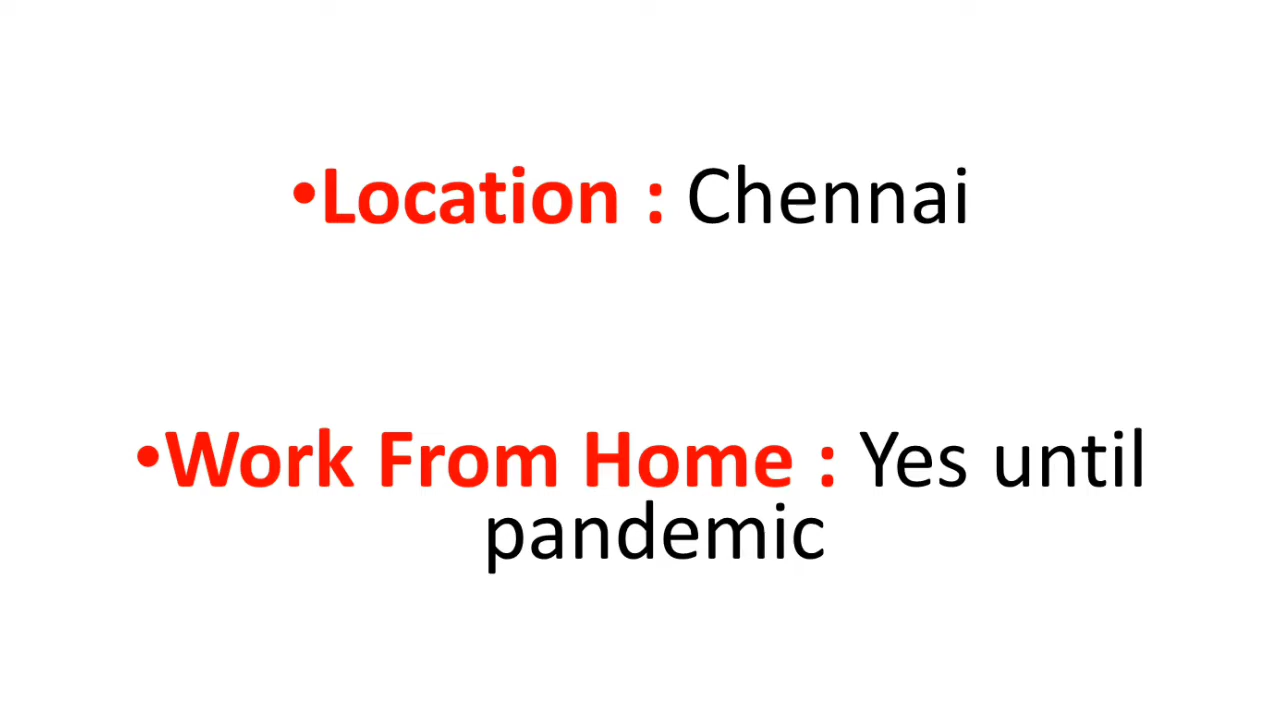 •Location : Chennai
•Work From Home : Yes until
pandemic